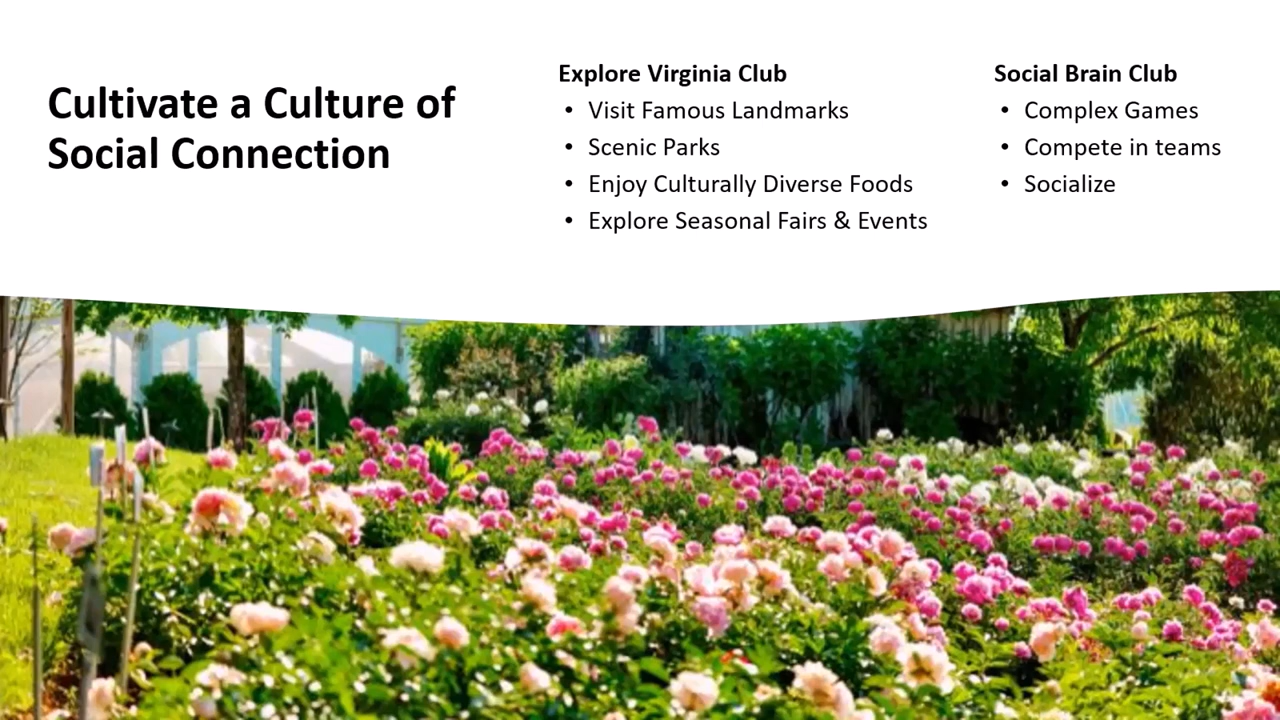 Cultivate a Culture of
Social Connection
Explore Virginia Club
• Visit Famous Landmarks
• Scenic Parks
• Enjoy Culturally Diverse Foods
• Explore Seasonal Fairs & Events
Social Brain Club
• Complex Games
• Compete in teams
• Socialize